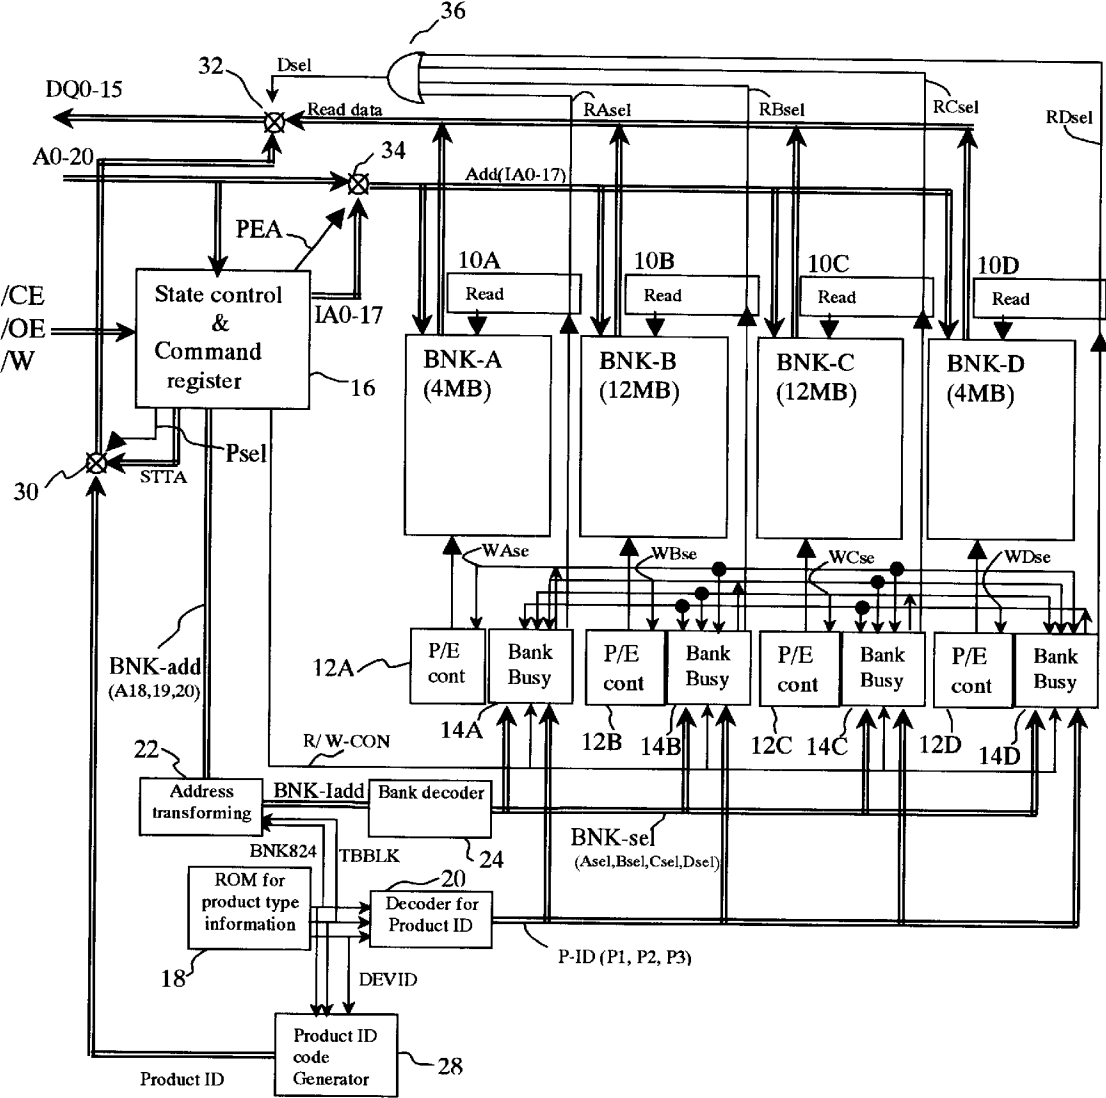 36
Dsel
32
DQ0-15
Read data
RAsel
RBsel
RCsel
RDsel
A0-20
34
Add(IA0-17)
PEA
/CE
/OE
/W
State control
&
Command
register
IA0-17
16
10A
Read
10B
Read
10C
Read
10D
Read
BNK-A
(4MB)
BNK-B
(12MB)
BNK-C
(12MB)
BNK-D
(4MB)
Psel
STTA
30
WAse
WBse
WCse
WDse
BNK-add
(A18,19,20)
12A
P/E
cont
Bank
Busy
P/E
cont
Bank
Busy
P/E
cont
Bank
Busy
P/E
cont
Bank
Busy
14A
12B
14B
12C
14C
12D
14D
R/W-CON
22
Address
transforming
BNK-Iadd
Bank decoder
24
BNK-sel
(Asel,Bsel,Csel,Dsel)
BNK824
TBBLK
ROM for
product type
information
18
20
Decoder for
Product ID
P-ID (P1, P2, P3)
DEVID
Product ID
code
Generator
28
Product ID